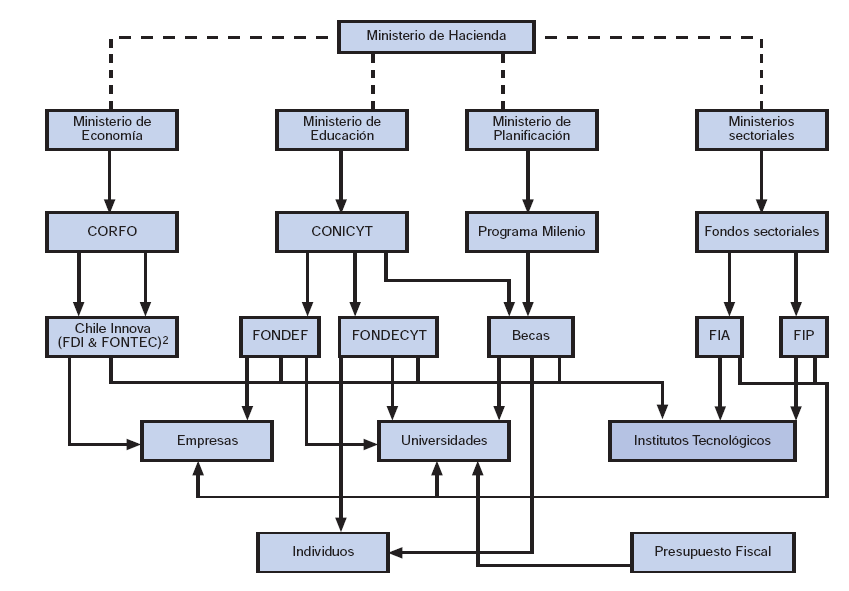 Ministerio de Hacienda
Ministerio de
Economía
Ministerio de
Educación
Ministerio de
Planificación
Ministerios
sectoriales
CORFO
CONICYT
Programa Milenio
Fondos sectoriales
Chile Innova
(FDI & FONTEC)²
FONDEF
FONDECYT
Becas
FIA
FIP
Empresas
Universidades
Institutos Tecnológicos
Individuos
Presupuesto Fiscal